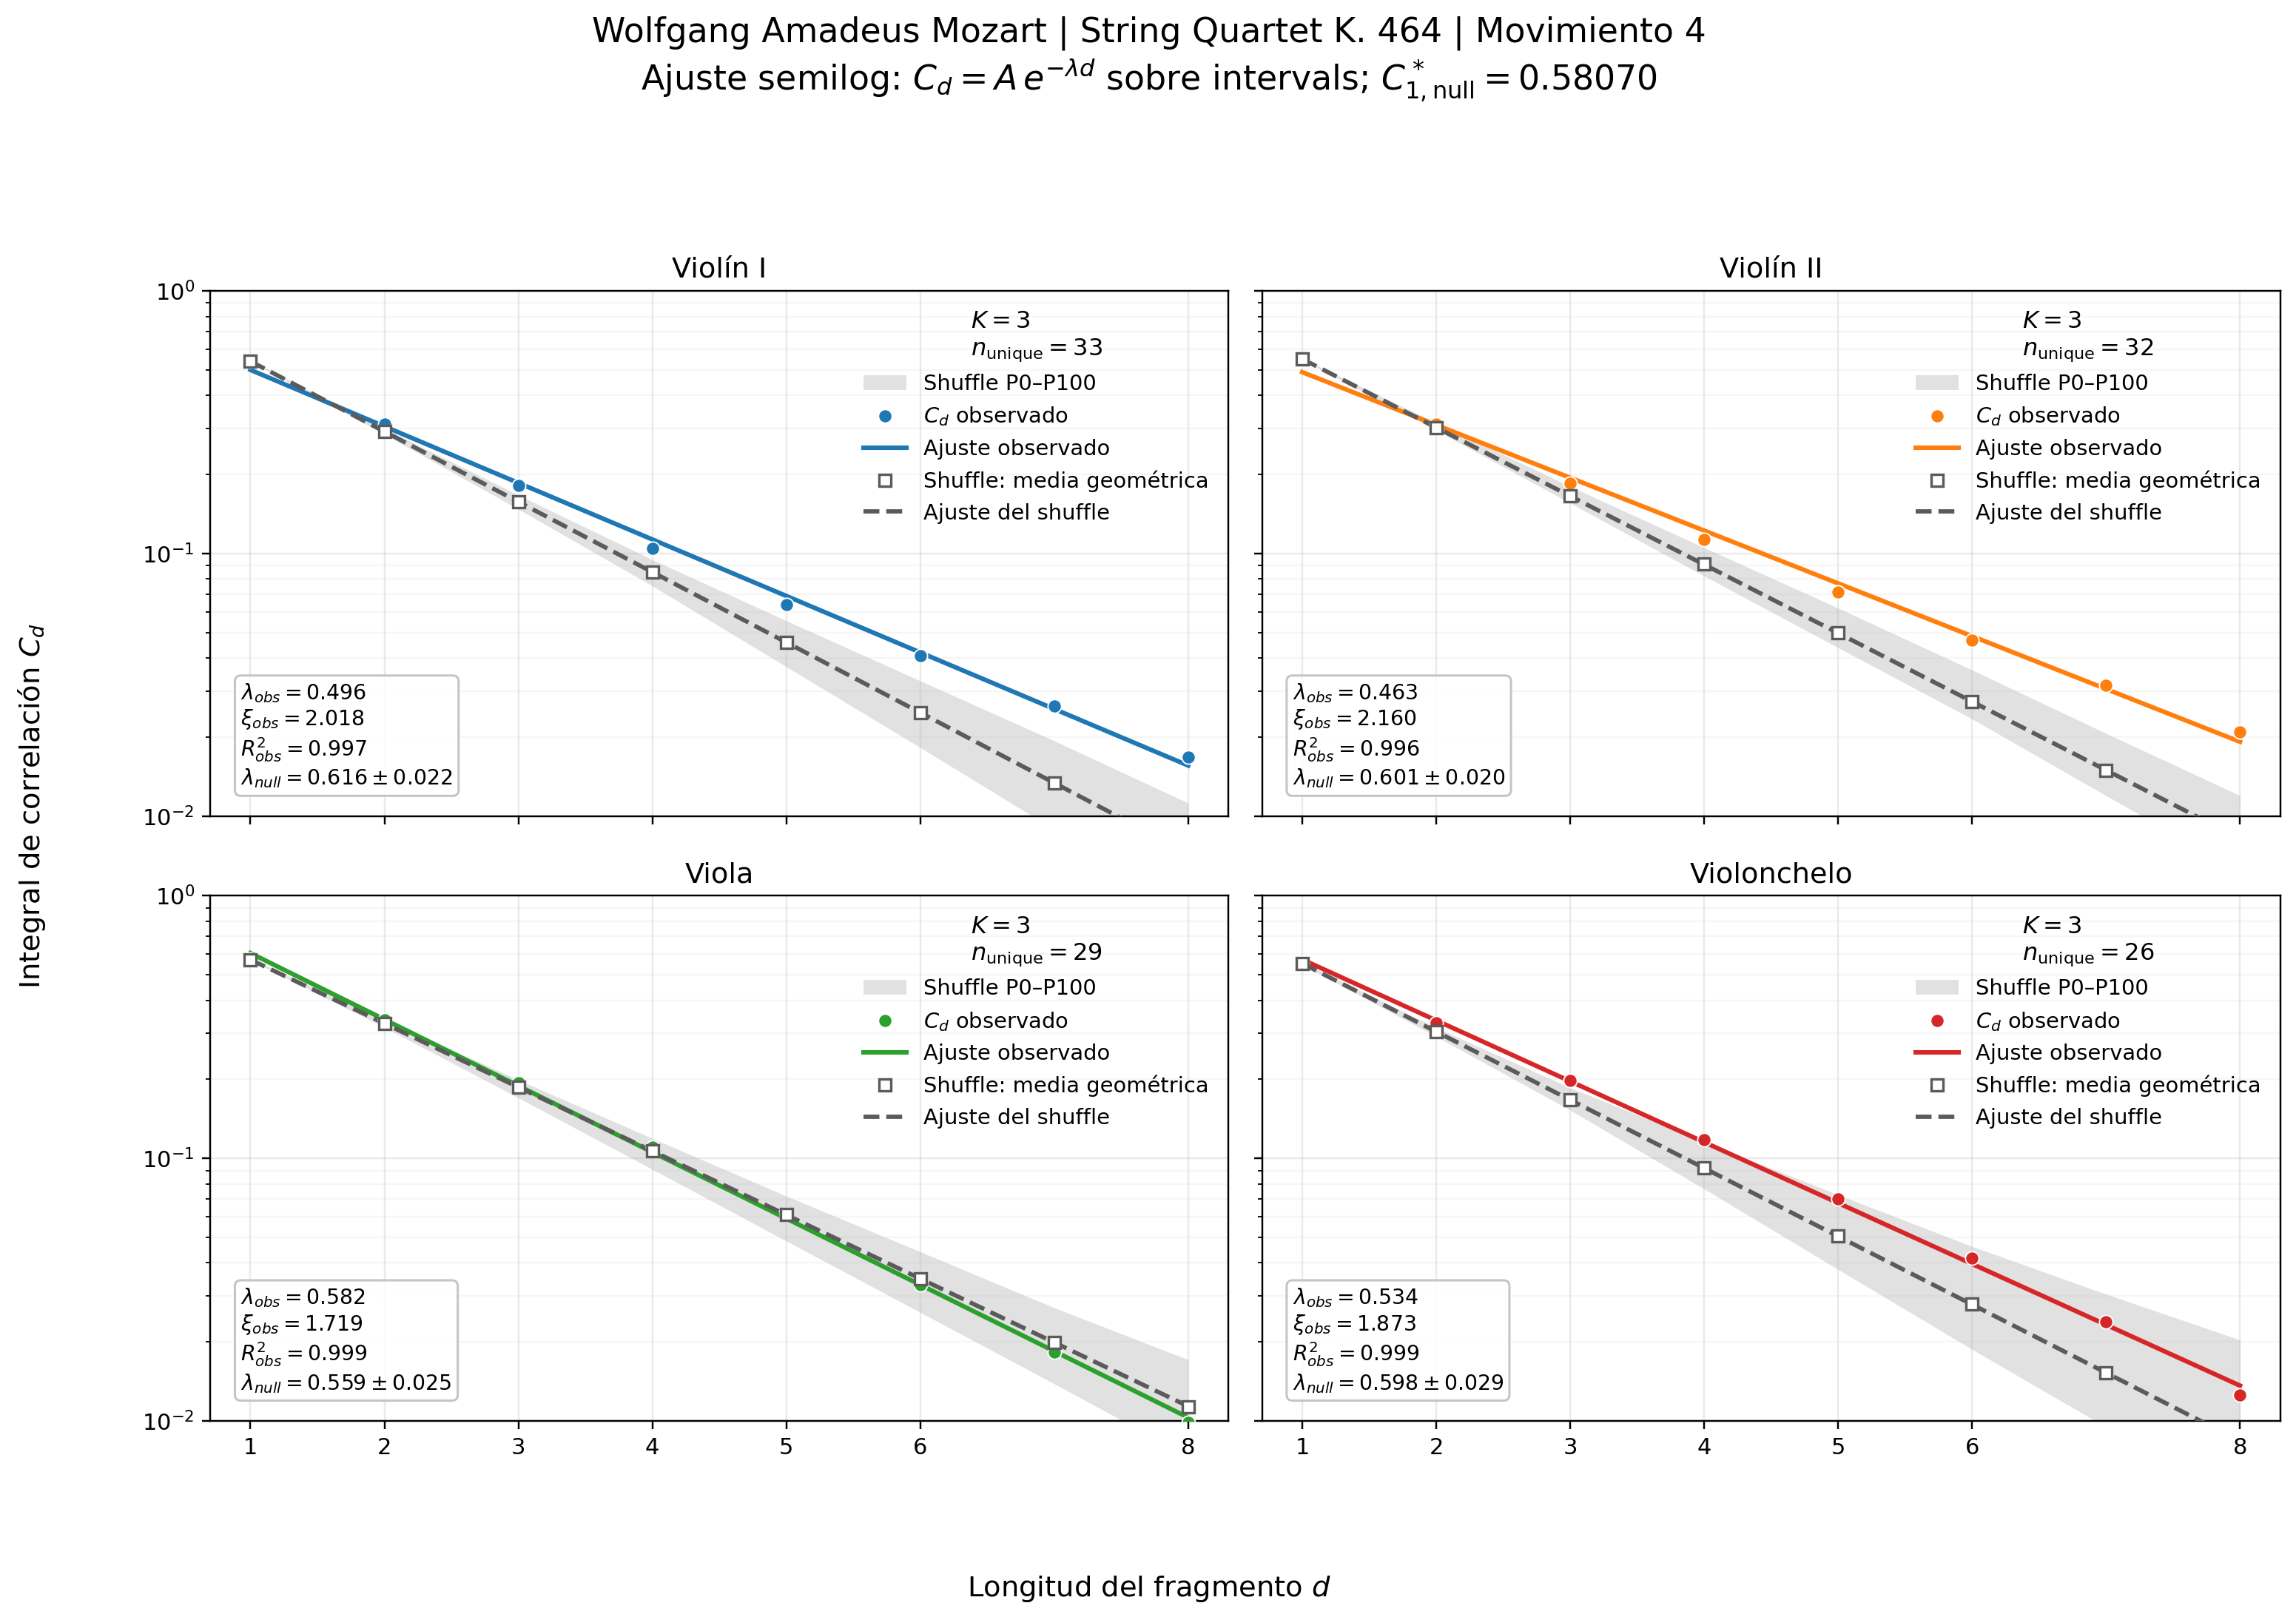 Wolfgang Amadeus Mozart | String Quartet K. 464 | Movimiento 4
Ajuste semilog: $C_d = A\,e^{-\lambda d}$ sobre intervals; $C^*_{1,\mathrm{null}} = 0.58070$
Integral de correlación $C_d$
Violín I
10⁰
10⁻¹
10⁻²
K = 3
n_unique = 33
Shuffle P0–P100
$C_d$ observado
Ajuste observado
Shuffle: media geométrica
Ajuste del shuffle
λ_obs = 0.496
ξ_obs = 2.018
R²_obs = 0.997
λ_null = 0.616 ± 0.022
Violín II
K = 3
n_unique = 32
Shuffle P0–P100
$C_d$ observado
Ajuste observado
Shuffle: media geométrica
Ajuste del shuffle
λ_obs = 0.463
ξ_obs = 2.160
R²_obs = 0.996
λ_null = 0.601 ± 0.020
Viola
10⁰
10⁻¹
10⁻²
K = 3
n_unique = 29
Shuffle P0–P100
$C_d$ observado
Ajuste observado
Shuffle: media geométrica
Ajuste del shuffle
λ_obs = 0.582
ξ_obs = 1.719
R²_obs = 0.999
λ_null = 0.559 ± 0.025
1 2 3 4 5 6 8
Violonchelo
K = 3
n_unique = 26
Shuffle P0–P100
$C_d$ observado
Ajuste observado
Shuffle: media geométrica
Ajuste del shuffle
λ_obs = 0.534
ξ_obs = 1.873
R²_obs = 0.999
λ_null = 0.598 ± 0.029
1 2 3 4 5 6 8
Longitud del fragmento $d$